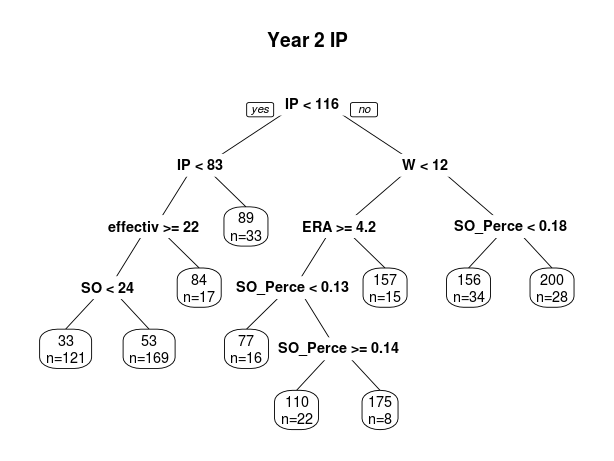 Year 2 IP
yes
IP < 116
no
IP < 83
W < 12
effectiv >= 22
89
n=33
ERA >= 4.2
SO_Perce < 0.18
SO < 24
84
n=17
SO_Perce < 0.13
157
n=15
156
n=34
200
n=28
33
n=121
53
n=169
77
n=16
SO_Perce >= 0.14
110
n=22
175
n=8